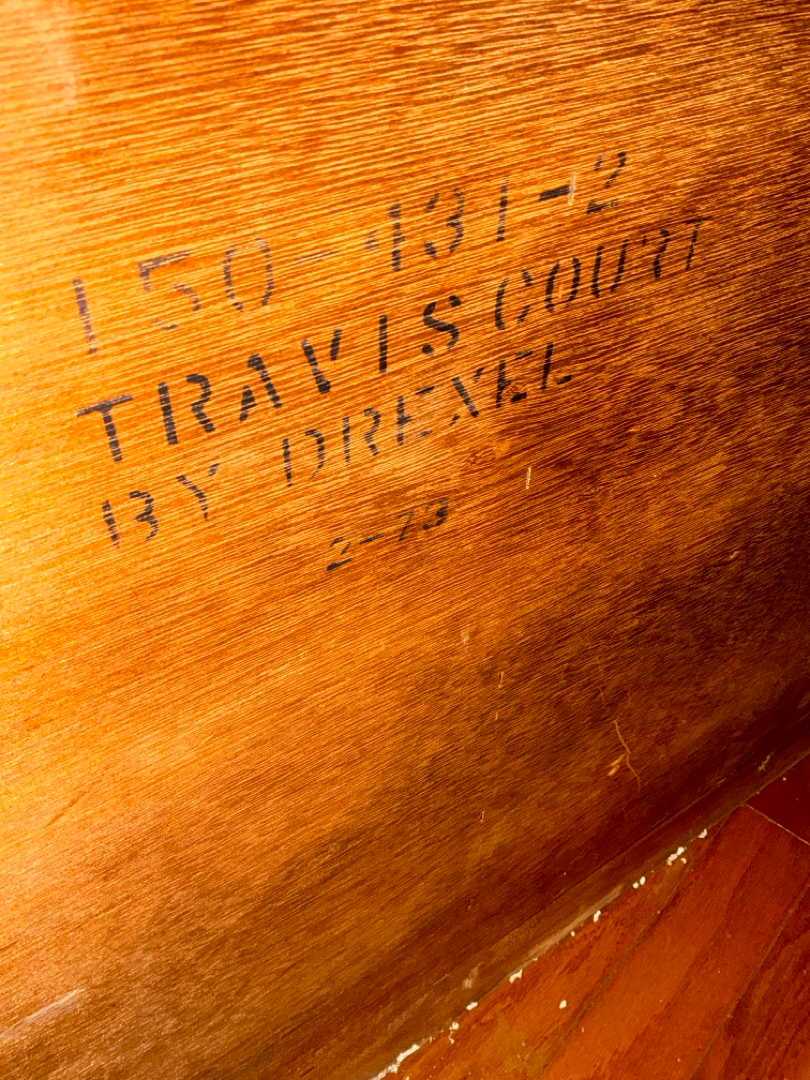 150-431-2
TRAVIS COURT
BY DREXEL
2-73